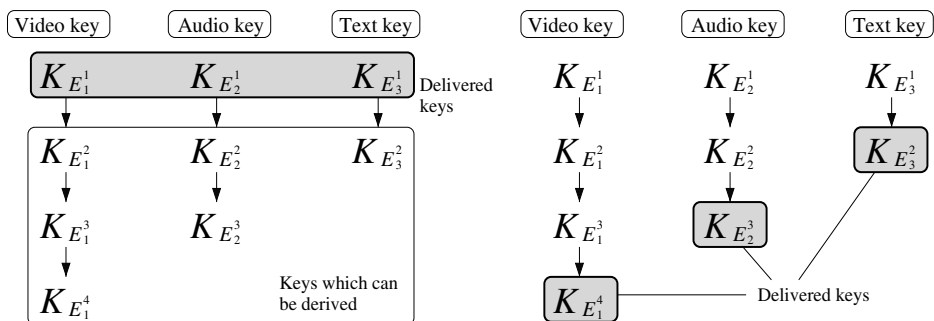 Video key Audio key Text key Video key Audio key Text key
K_{E_1^1} K_{E_2^1} K_{E_3^1} K_{E_1^1} K_{E_2^1} K_{E_3^1}
Delivered
keys
K_{E_1^2} K_{E_2^2} K_{E_3^2} K_{E_1^2} K_{E_2^2} K_{E_3^2}
K_{E_1^3} K_{E_2^3} K_{E_1^3} K_{E_2^3}
Keys which can
be derived
K_{E_1^4} K_{E_1^4} Delivered keys